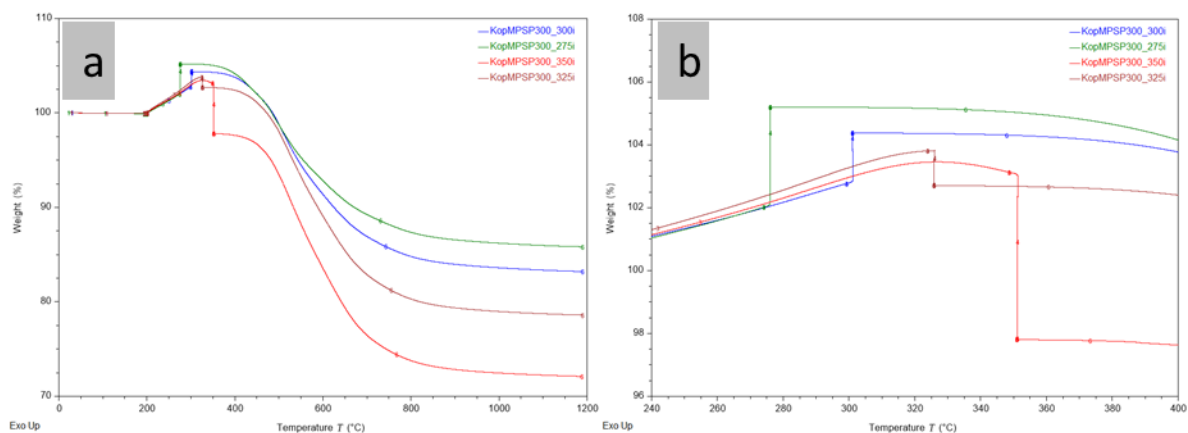 a
KopMPSP300_300i
KopMPSP300_275i
KopMPSP300_350i
KopMPSP300_325i
110
100
90
80
70
Weight (%)
0
200
400
600
800
1000
1200
Exo Up
Temperature T (°C)
b
KopMPSP300_300i
KopMPSP300_275i
KopMPSP300_350i
KopMPSP300_325i
108
106
104
102
100
98
96
Weight (%)
240
260
280
300
320
340
360
380
400
Exo Up
Temperature T (°C)